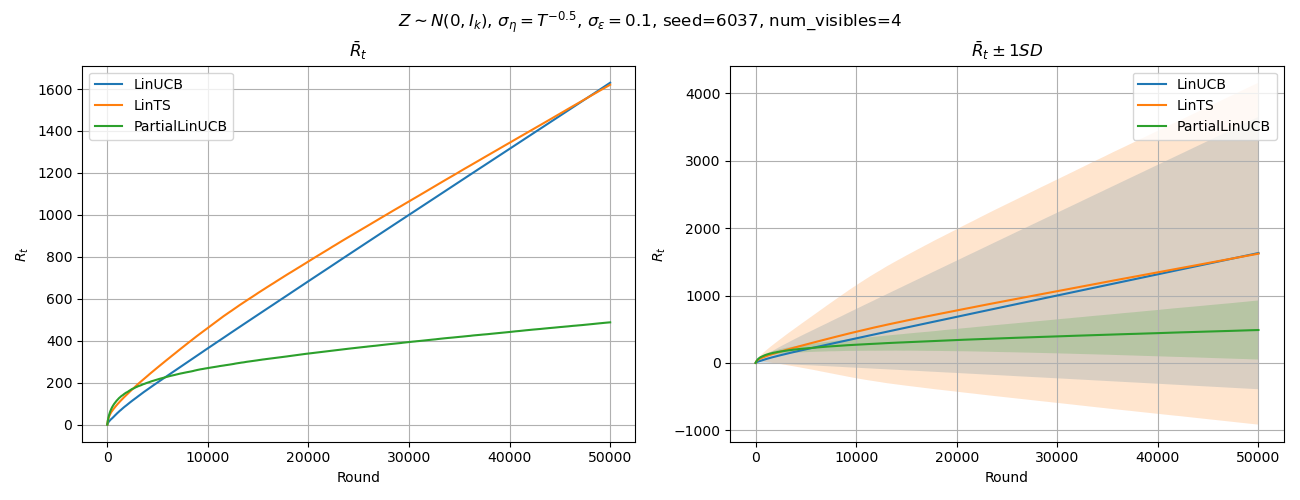 Z ∼ N(0, I_k), σ_η = T^{−0.5}, σ_ε = 0.1, seed=6037, num_visibles=4
R̄_t
1600
1400
1200
1000
800
600
400
200
0
R_t
LinUCB
LinTS
PartialLinUCB
0 10000 20000 30000 40000 50000
Round
R̄_t ± 1SD
4000
3000
2000
1000
0
−1000
R_t
LinUCB
LinTS
PartialLinUCB
0 10000 20000 30000 40000 50000
Round